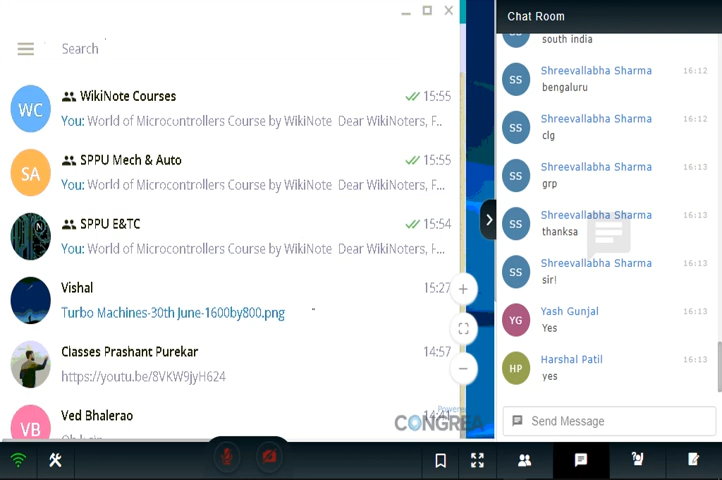 Search
WC
WikiNote Courses
15:55
You: World of Microcontrollers Course by WikiNote Dear WikiNoters, F...
SA
SPPU Mech & Auto
15:55
You: World of Microcontrollers Course by WikiNote Dear WikiNoters, F...
SPPU E&TC
15:54
You: World of Microcontrollers Course by WikiNote Dear WikiNoters, F...
Vishal
15:27
Turbo Machines-30th June-1600by800.png
Classes Prashant Purekar
14:57
https://youtu.be/8VKW9jyH624
VB
Ved Bhalerao
14:41
Powered
CONGREA
Chat Room
SS
south india
SS
Shreevallabha Sharma
16:12
bengaluru
SS
Shreevallabha Sharma
16:12
clg
SS
Shreevallabha Sharma
16:13
grp
SS
Shreevallabha Sharma
16:13
thanksa
SS
Shreevallabha Sharma
16:13
sir!
YG
Yash Gunjal
16:13
Yes
HP
Harshal Patil
16:13
yes
Send Message